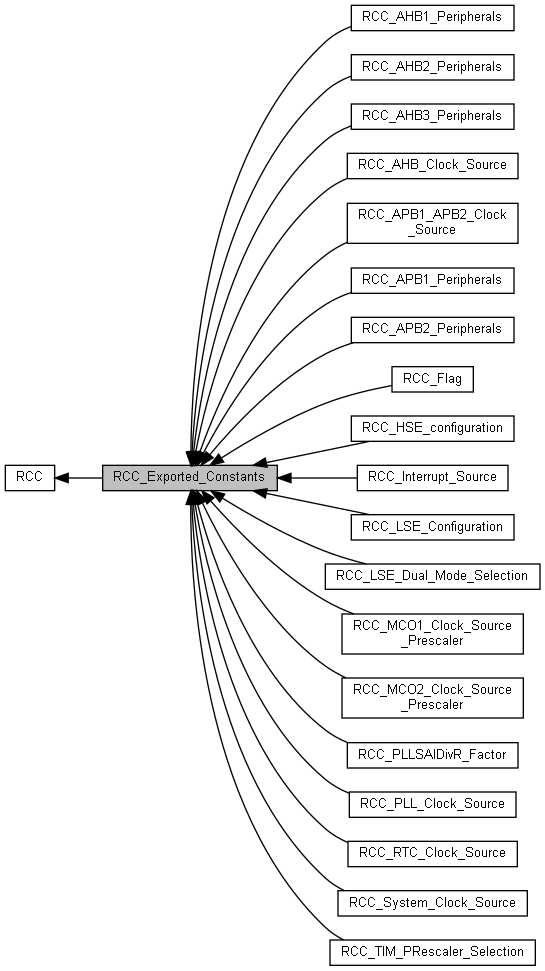 RCC_AHB1_Peripherals
RCC_AHB2_Peripherals
RCC_AHB3_Peripherals
RCC_AHB_Clock_Source
RCC_APB1_APB2_Clock
_Source
RCC_APB1_Peripherals
RCC_APB2_Peripherals
RCC_Flag
RCC_HSE_configuration
RCC
RCC_Exported_Constants
RCC_Interrupt_Source
RCC_LSE_Configuration
RCC_LSE_Dual_Mode_Selection
RCC_MCO1_Clock_Source
_Prescaler
RCC_MCO2_Clock_Source
_Prescaler
RCC_PLLSAIDivR_Factor
RCC_PLL_Clock_Source
RCC_RTC_Clock_Source
RCC_System_Clock_Source
RCC_TIM_PRescaler_Selection